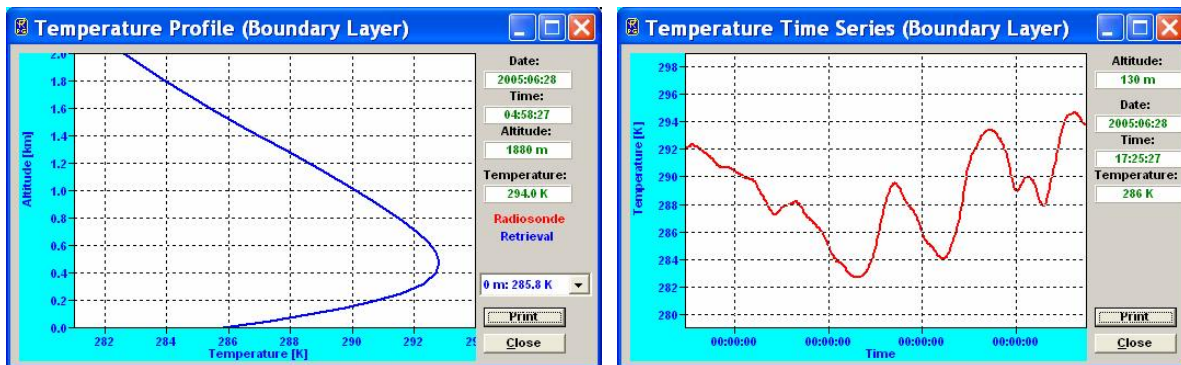 Temperature Profile (Boundary Layer)
2.0
1.8
1.6
1.4
1.2
1.0
0.8
0.6
0.4
0.2
0.0
Altitude [km]
282 284 286 288 290 292 29
Temperature [K]
Date:
2005:06:28
Time:
04:58:27
Altitude:
1880 m
Temperature:
294.0 K
Radiosonde
Retrieval
0 m: 285.8 K
Print
Close
Temperature Time Series (Boundary Layer)
298
296
294
292
290
288
286
284
282
280
Temperature [K]
00:00:00 00:00:00 00:00:00 00:00:00
Time
Altitude:
130 m
Date:
2005:06:28
Time:
17:25:27
Temperature:
286 K
Print
Close